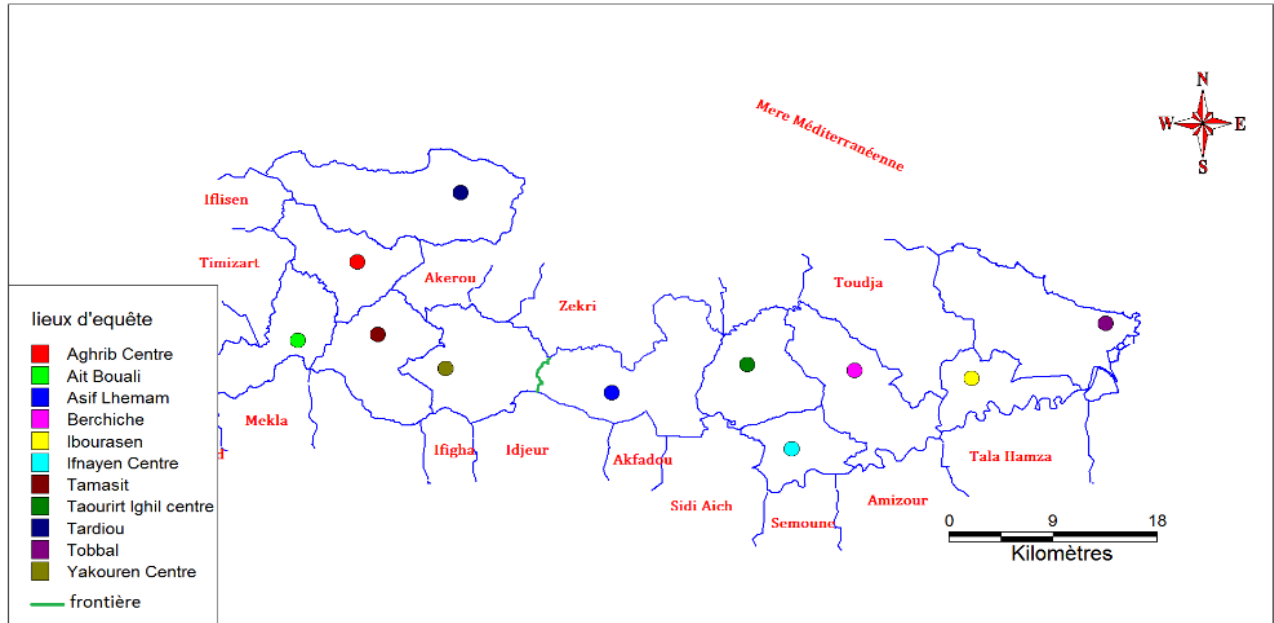 N
W E
S
Mere Méditerranéenne
Iflisen
Timizart
Akerou
Zekri
Toudja
Mekla
d
Ifigha
Idjeur
Akfadou
Sidi Aich
Semoune
Amizour
Tala Hamza
lieux d'equête
Aghrib Centre
Ait Bouali
Asif Lhemam
Berchiche
Ibourasen
Ifnayen Centre
Tamasit
Taourirt Ighil centre
Tardiou
Tobbal
Yakouren Centre
frontière
0 9 18
Kilomètres